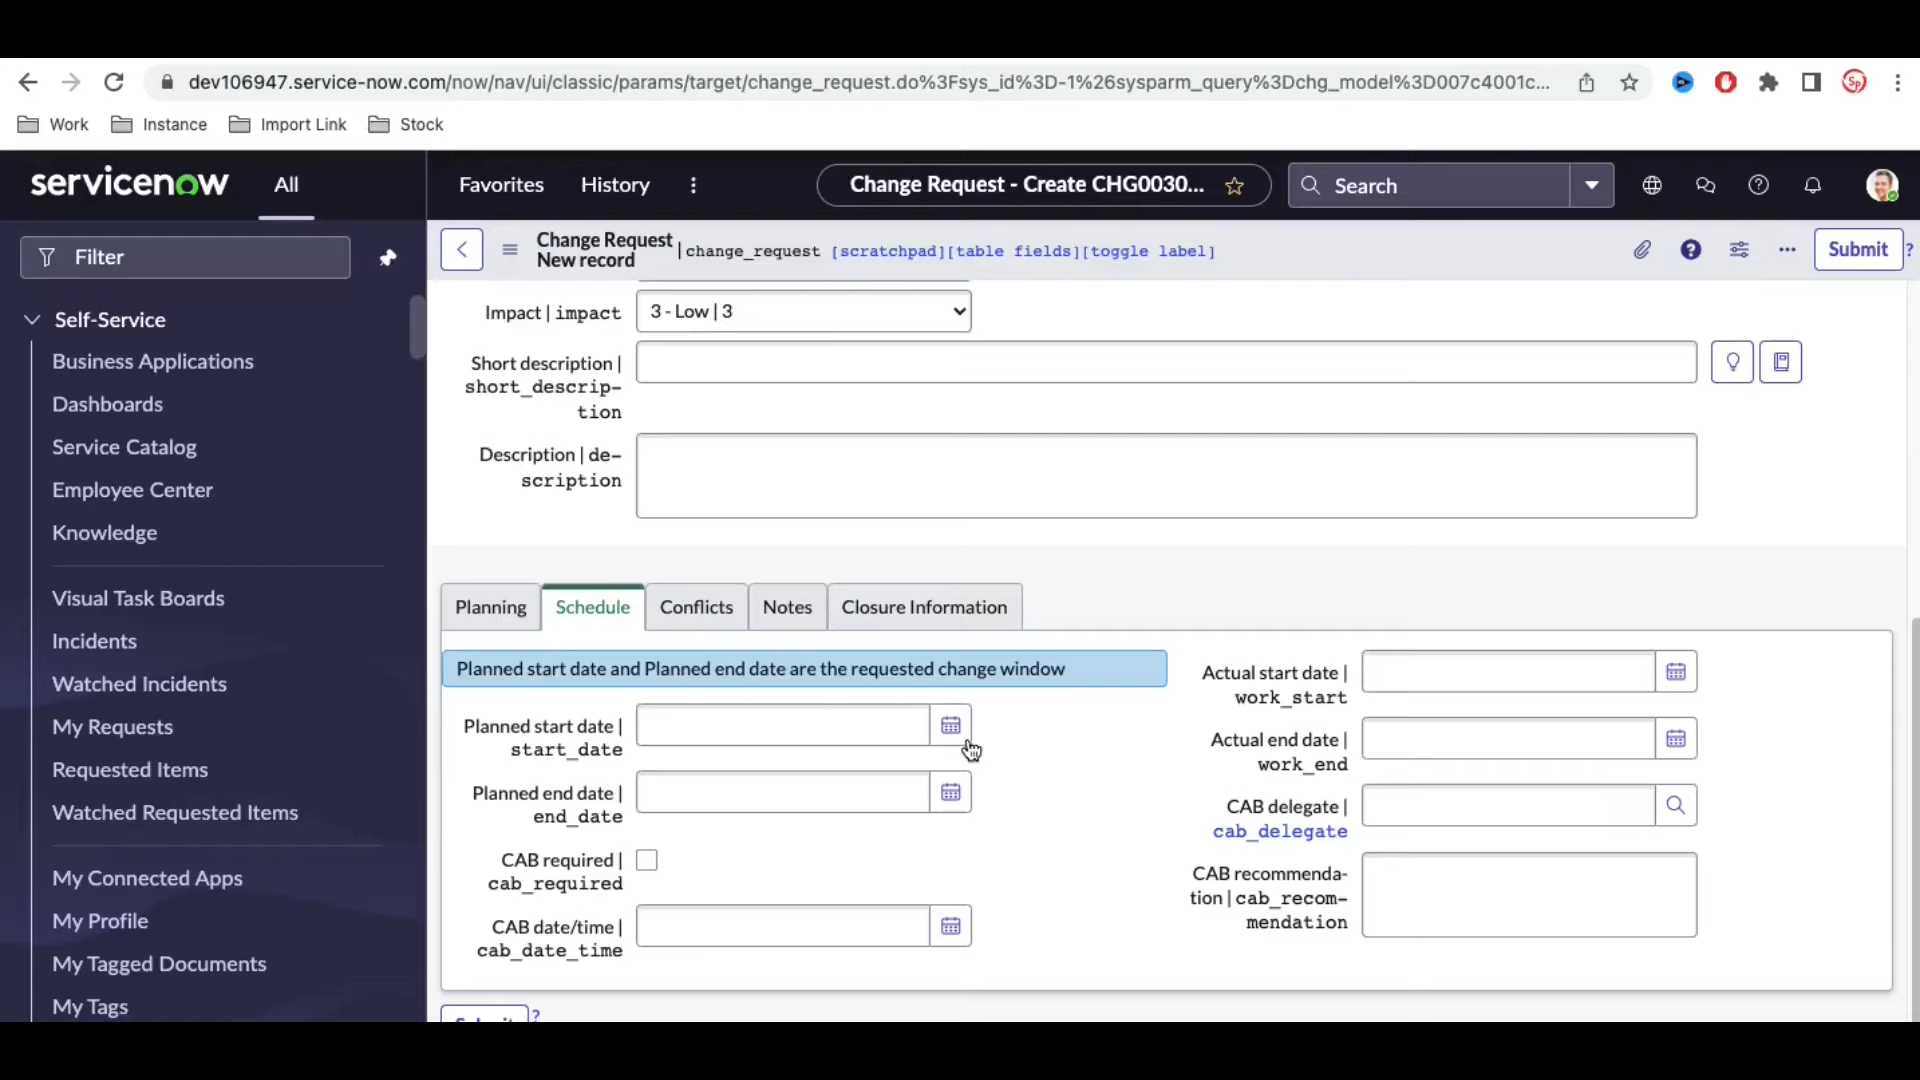 dev106947.service-now.com/now/nav/ui/classic/params/target/change_request.do%3Fsys_id%3D-1%26sysparm_query%3Dchg_model%3D007c4001c...
Sp
Work Instance Import Link Stock
servicenow All Favorites History Change Request - Create CHG0030... Search
Filter
Change Request
New record
| change_request [scratchpad][table fields][toggle label]
Submit ?
Self-Service
Business Applications
Dashboards
Service Catalog
Employee Center
Knowledge
Visual Task Boards
Incidents
Watched Incidents
My Requests
Requested Items
Watched Requested Items
My Connected Apps
My Profile
My Tagged Documents
My Tags
Impact | impact 3 - Low | 3
Short description |
short_descrip-
tion
Description | de-
scription
Planning Schedule Conflicts Notes Closure Information
Planned start date and Planned end date are the requested change window
Planned start date |
start_date
Planned end date |
end_date
CAB required |
cab_required
CAB date/time |
cab_date_time
Actual start date |
work_start
Actual end date |
work_end
CAB delegate |
cab_delegate
CAB recommenda-
tion | cab_recom-
mendation
Submit ?